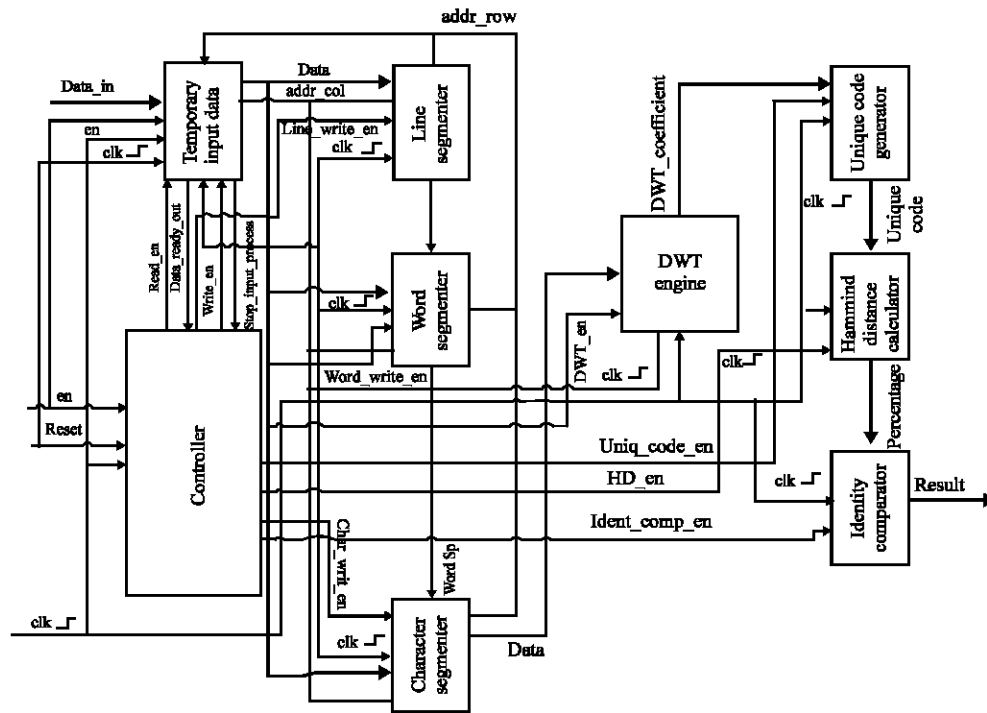 addr_row
Data_in
en
clk
Temporary
input data
Data
addr_col
Line_write_en
clk
Line
segmenter
DWT_coefficient
Unique code
generator
clk
Unique
code
Read_en
Data_ready_out
Write_en
Stop_input_process
clk
Word
segmenter
Word_write_en
DWT
engine
DWT_en
clk
Hammind
distance
calculator
clk
Percentage
en
Reset
Controller
Uniq_code_en
HD_en
Ident_comp_en
clk
Identity
comparator
Result
Char_writ_en
Word Sp
clk
clk
Character
segmenter
Data